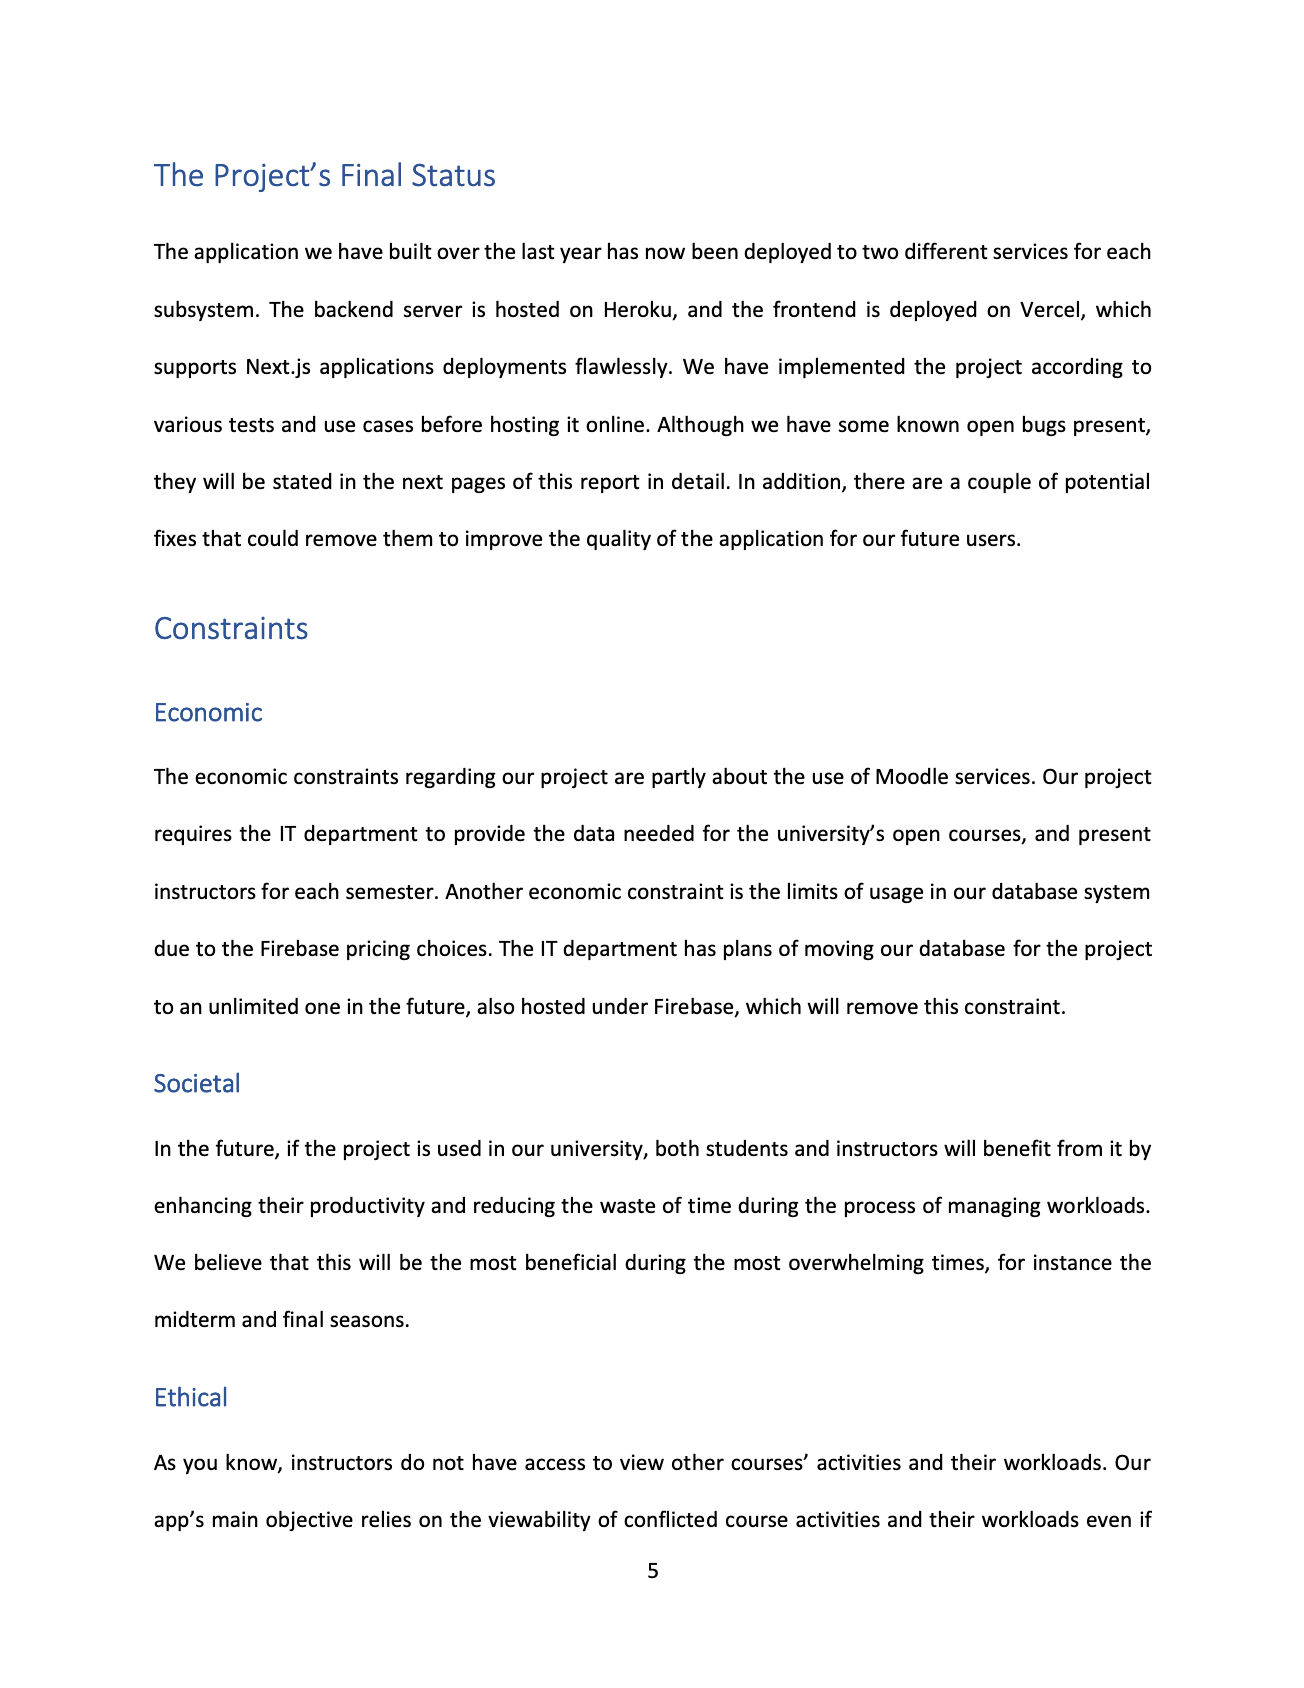 The Project’s Final Status
The application we have built over the last year has now been deployed to two different services for each
subsystem. The backend server is hosted on Heroku, and the frontend is deployed on Vercel, which
supports Next.js applications deployments flawlessly. We have implemented the project according to
various tests and use cases before hosting it online. Although we have some known open bugs present,
they will be stated in the next pages of this report in detail. In addition, there are a couple of potential
fixes that could remove them to improve the quality of the application for our future users.
Constraints
Economic
The economic constraints regarding our project are partly about the use of Moodle services. Our project
requires the IT department to provide the data needed for the university’s open courses, and present
instructors for each semester. Another economic constraint is the limits of usage in our database system
due to the Firebase pricing choices. The IT department has plans of moving our database for the project
to an unlimited one in the future, also hosted under Firebase, which will remove this constraint.
Societal
In the future, if the project is used in our university, both students and instructors will benefit from it by
enhancing their productivity and reducing the waste of time during the process of managing workloads.
We believe that this will be the most beneficial during the most overwhelming times, for instance the
midterm and final seasons.
Ethical
As you know, instructors do not have access to view other courses’ activities and their workloads. Our
app’s main objective relies on the viewability of conflicted course activities and their workloads even if
5